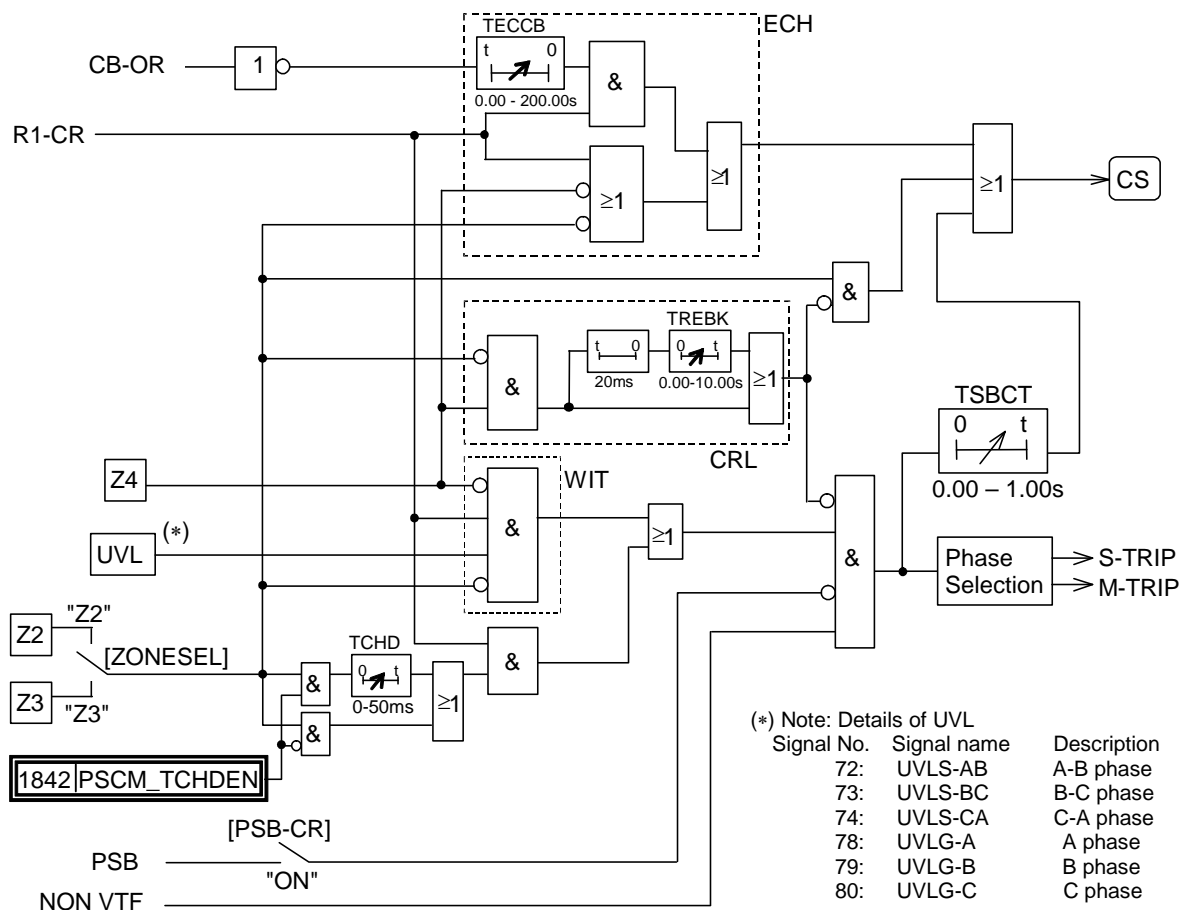 TECCB
ECH
t 0
CB-OR
1
&
0.00 - 200.00s
R1-CR
≥1
≥1
≥1
CS
&
TREBK
t 0
0 t
20ms
0.00-10.00s
≥1
&
TSBCT
0 t
0.00 – 1.00s
CRL
Z4
WIT
(*)
UVL
&
≥1
&
Phase
Selection
S-TRIP
M-TRIP
Z2
"Z2"
[ZONESEL]
Z3
"Z3"
TCHD
0 t
0-50ms
&
&
≥1
&
1842 PSCM_TCHDEN
[PSB-CR]
PSB
"ON"
NON VTF
(*) Note: Details of UVL
Signal No. Signal name Description
72: UVLS-AB A-B phase
73: UVLS-BC B-C phase
74: UVLS-CA C-A phase
78: UVLG-A A phase
79: UVLG-B B phase
80: UVLG-C C phase